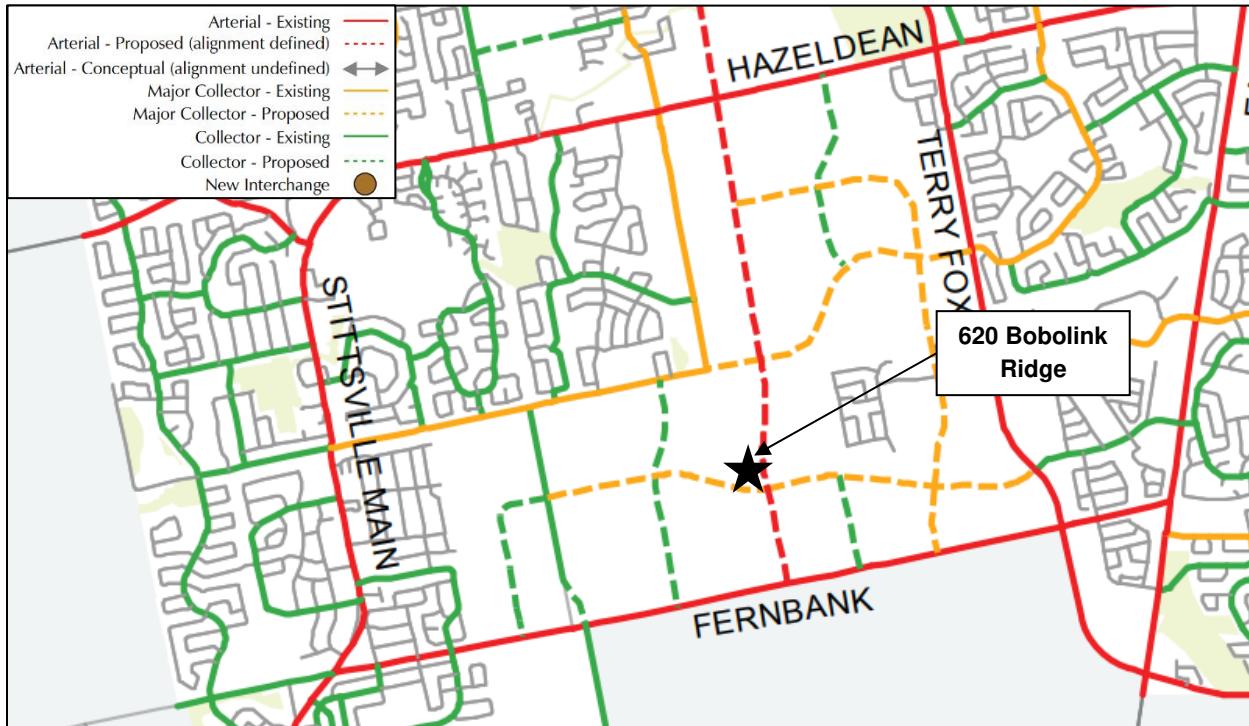 Arterial - Existing
Arterial - Proposed (alignment defined)
Arterial - Conceptual (alignment undefined)
Major Collector - Existing
Major Collector - Proposed
Collector - Existing
Collector - Proposed
New Interchange
HAZELDEAN
TERRY FOX
STITTSVILLE MAIN
620 Bobolink
Ridge
FERNBANK